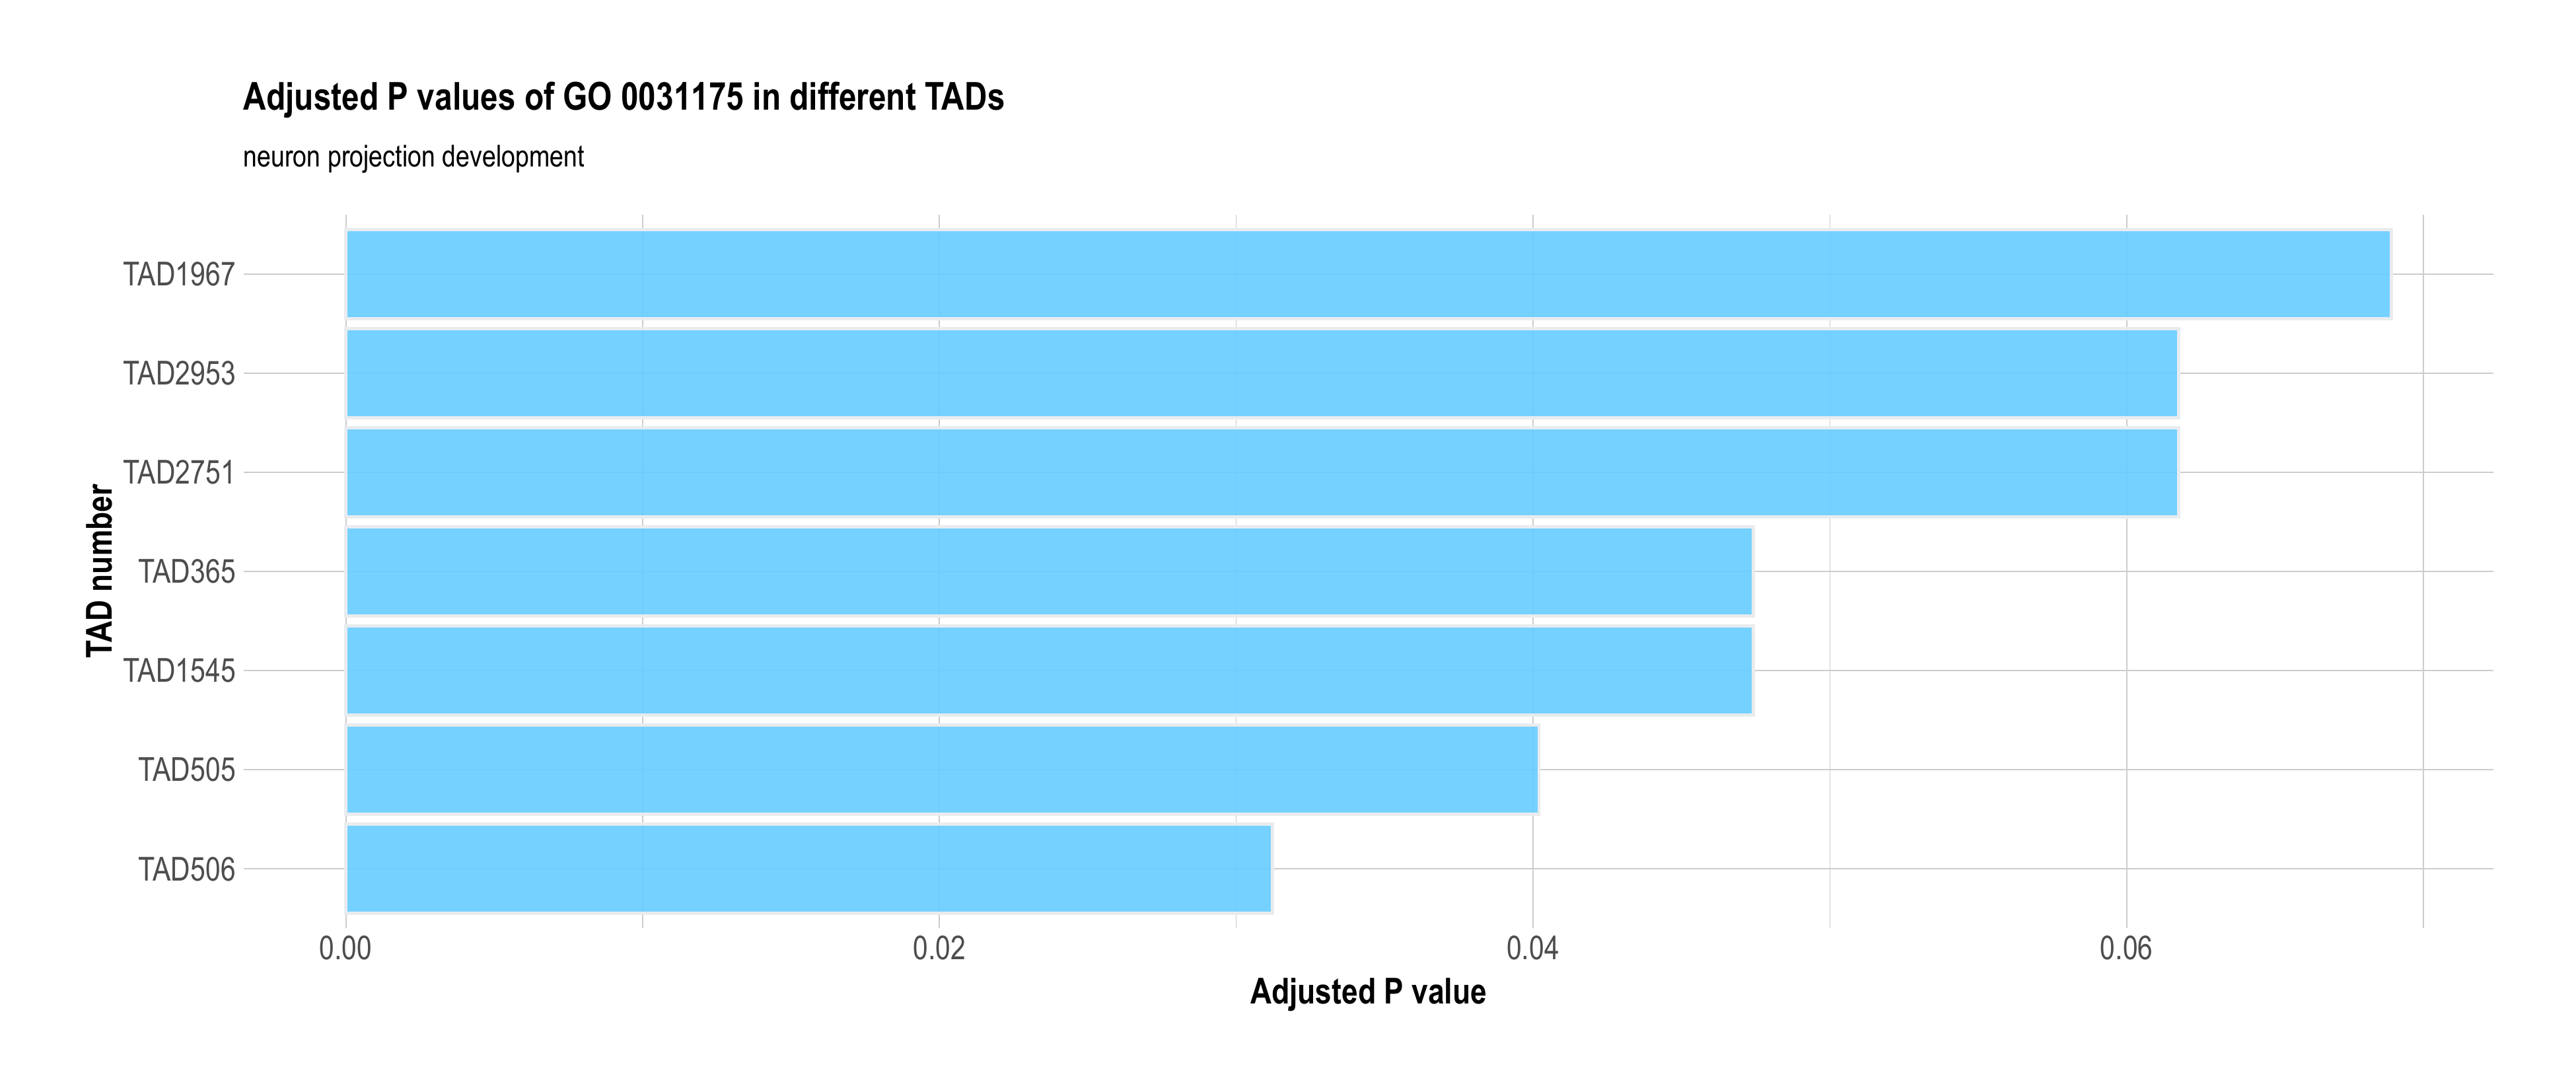 Adjusted P values of GO 0031175 in different TADs
neuron projection development
TAD number
TAD1967
TAD2953
TAD2751
TAD365
TAD1545
TAD505
TAD506
0.00 0.02 0.04 0.06
Adjusted P value